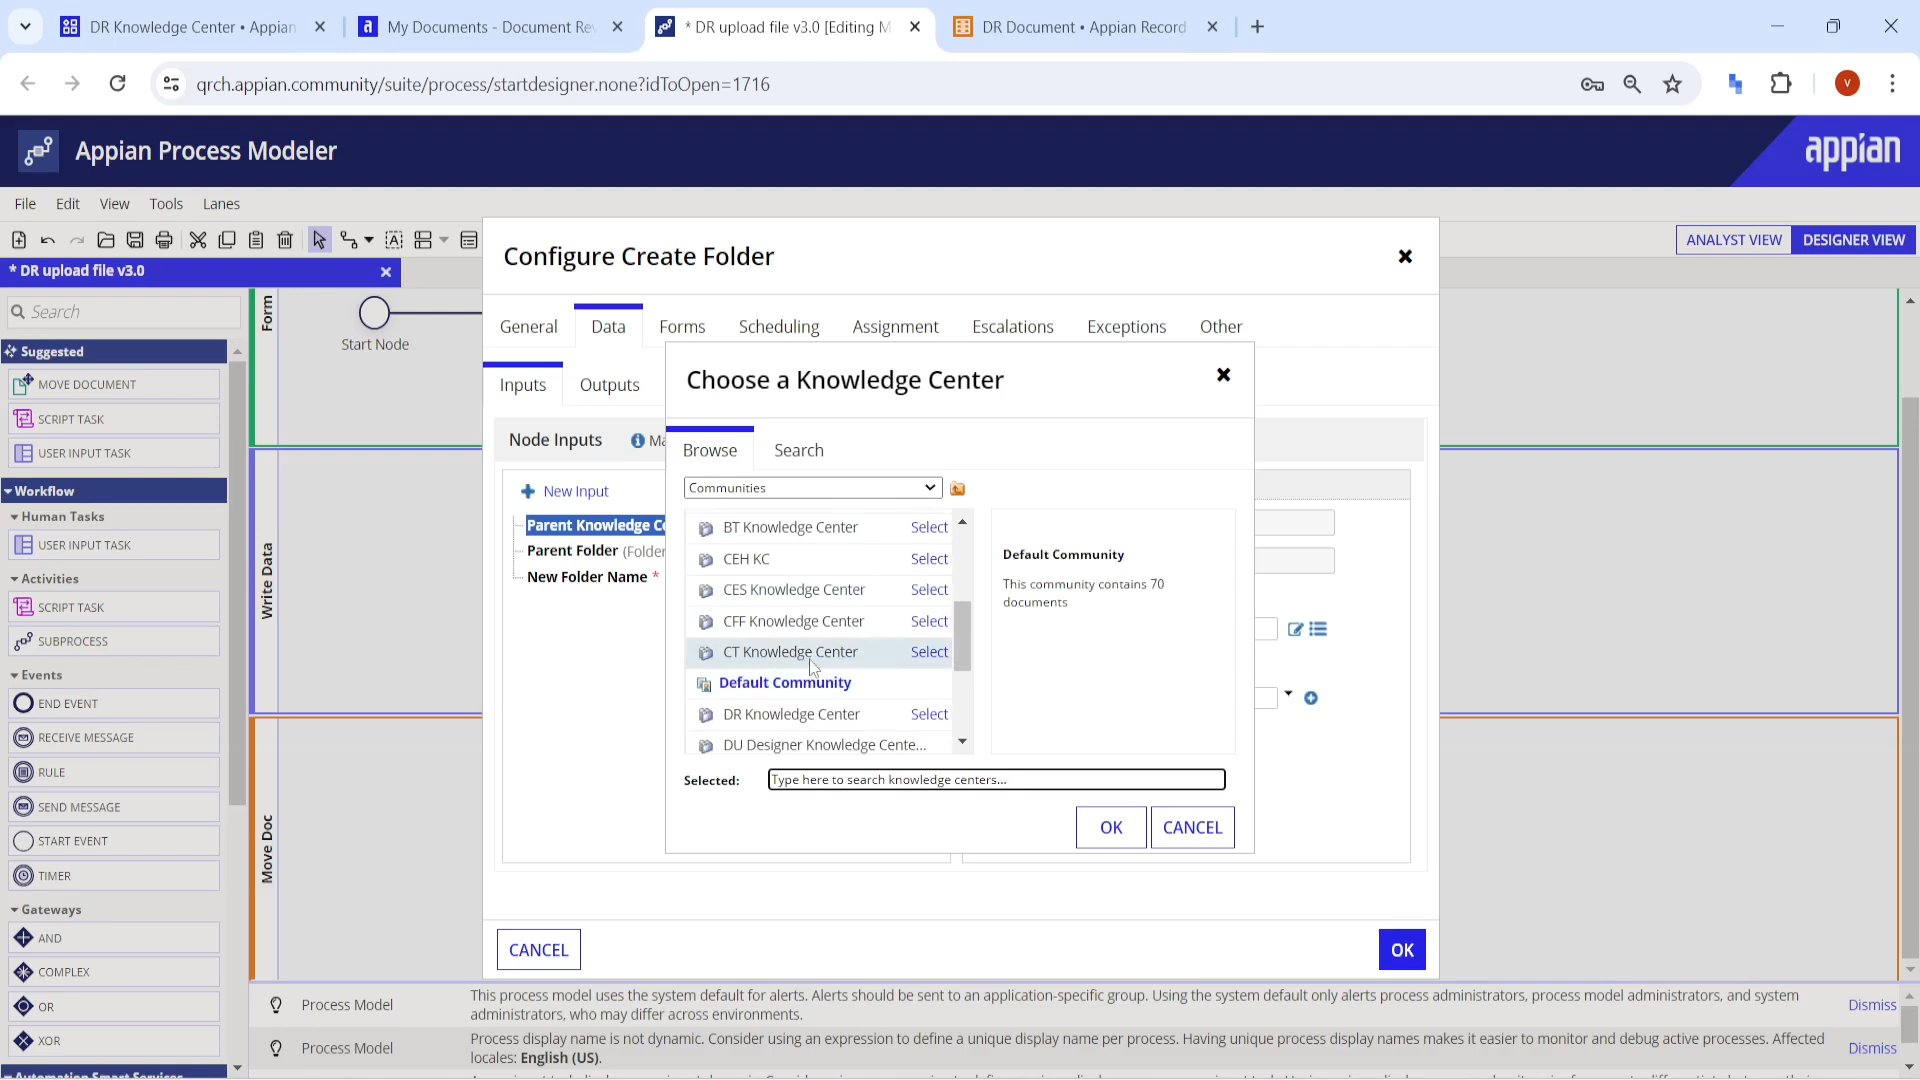 DR Knowledge Center • Appian
My Documents - Document Re
* DR upload file v3.0 [Editing M
DR Document • Appian Record
qrch.appian.community/suite/process/startdesigner.none?idToOpen=1716
V
Appian Process Modeler
appian
File Edit View Tools Lanes
ANALYST VIEW DESIGNER VIEW
* DR upload file v3.0
Search
Suggested
MOVE DOCUMENT
SCRIPT TASK
USER INPUT TASK
Workflow
Human Tasks
USER INPUT TASK
Activities
SCRIPT TASK
SUBPROCESS
Events
END EVENT
RECEIVE MESSAGE
RULE
SEND MESSAGE
START EVENT
TIMER
Gateways
AND
COMPLEX
OR
XOR
Automation Smart Services
Form
Start Node
Write Data
Move Doc
Configure Create Folder
General Data Forms Scheduling Assignment Escalations Exceptions Other
Inputs Outputs
Node Inputs Ma
New Input
Parent Knowledge Ce
Parent Folder (Folder
New Folder Name *
Choose a Knowledge Center
Browse Search
Communities
BT Knowledge Center Select
CEH KC Select
CES Knowledge Center Select
CFF Knowledge Center Select
CT Knowledge Center Select
Default Community
DR Knowledge Center Select
DU Designer Knowledge Cente...
Default Community
This community contains 70
documents
Selected: Type here to search knowledge centers...
OK CANCEL
CANCEL OK
Process Model This process model uses the system default for alerts. Alerts should be sent to an application-specific group. Using the system default only alerts process administrators, process model administrators, and system
administrators, who may differ across environments. Dismiss
Process Model Process display name is not dynamic. Consider using an expression to define a unique display name per process. Having unique process display names makes it easier to monitor and debug active processes. Affected
locales: English (US). Dismiss